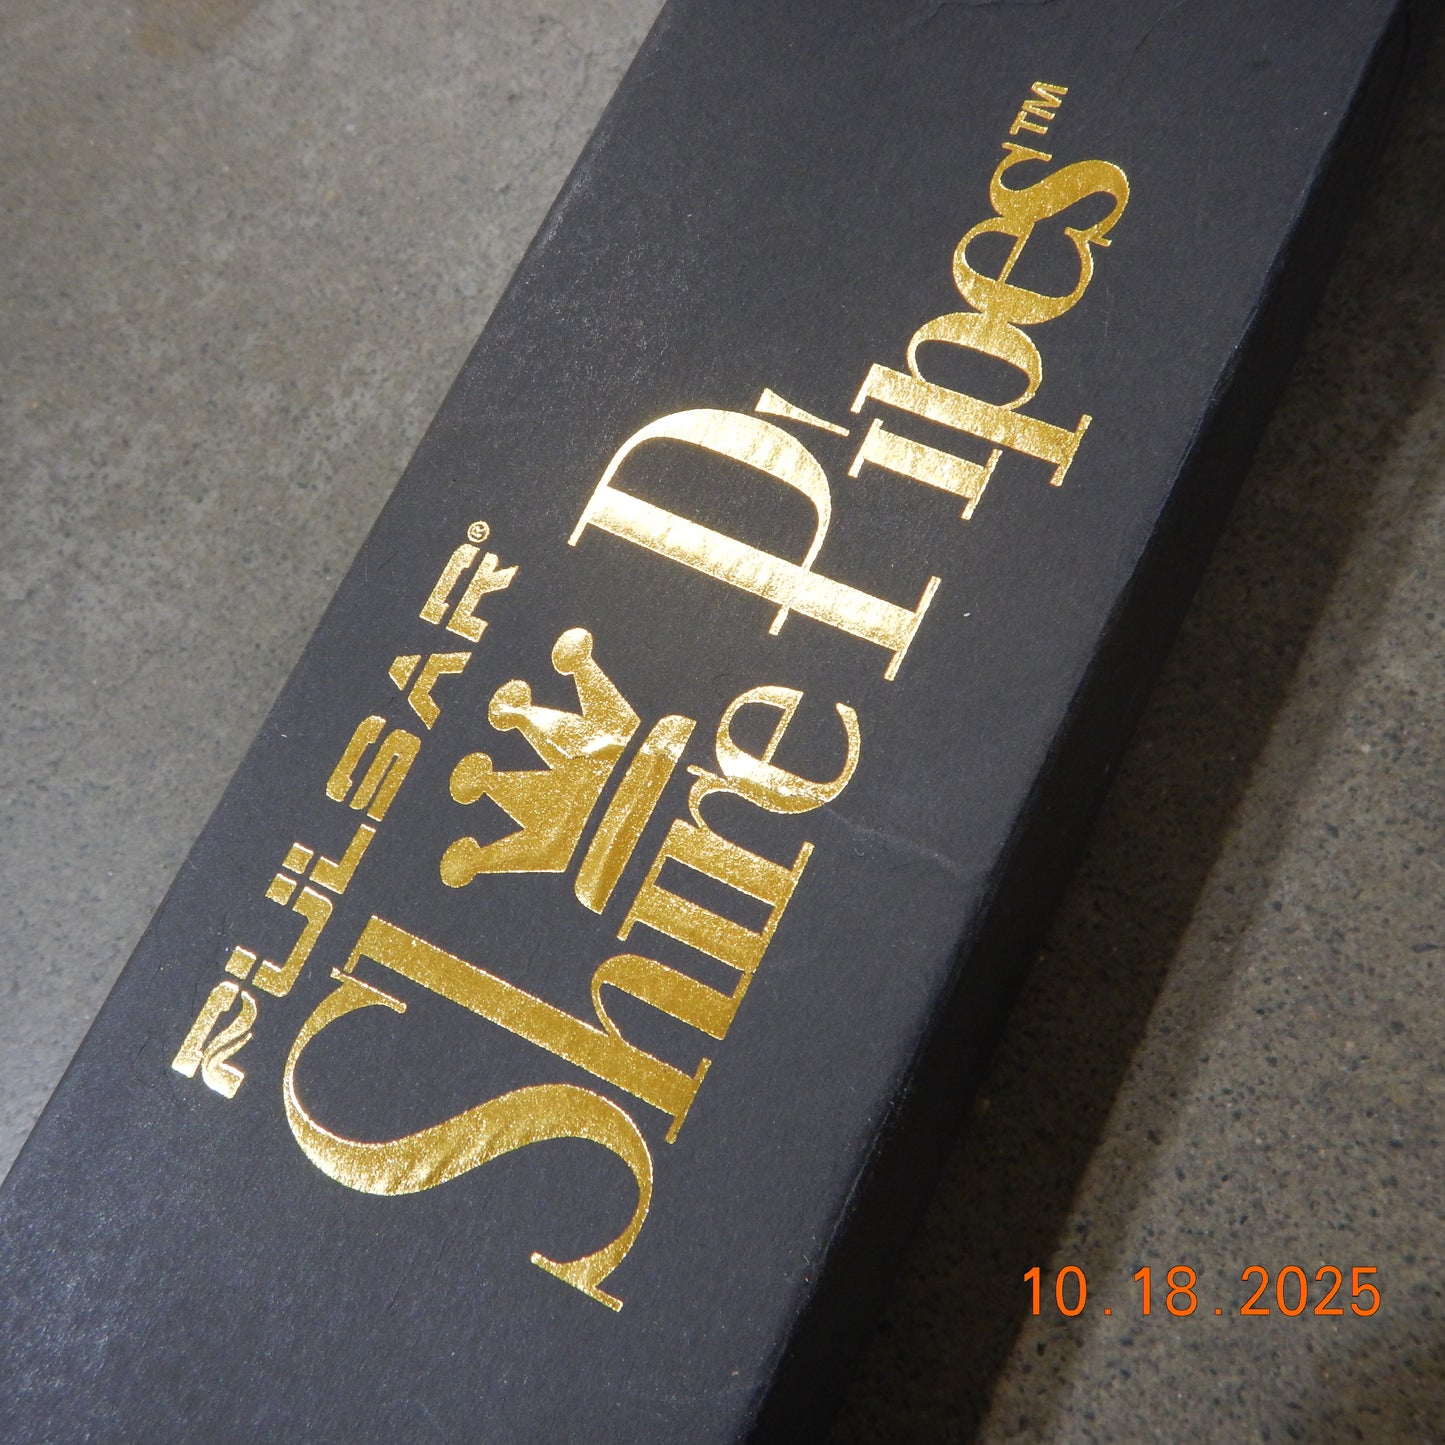 PULSAR®
Shine Pipes™
10.18.2025